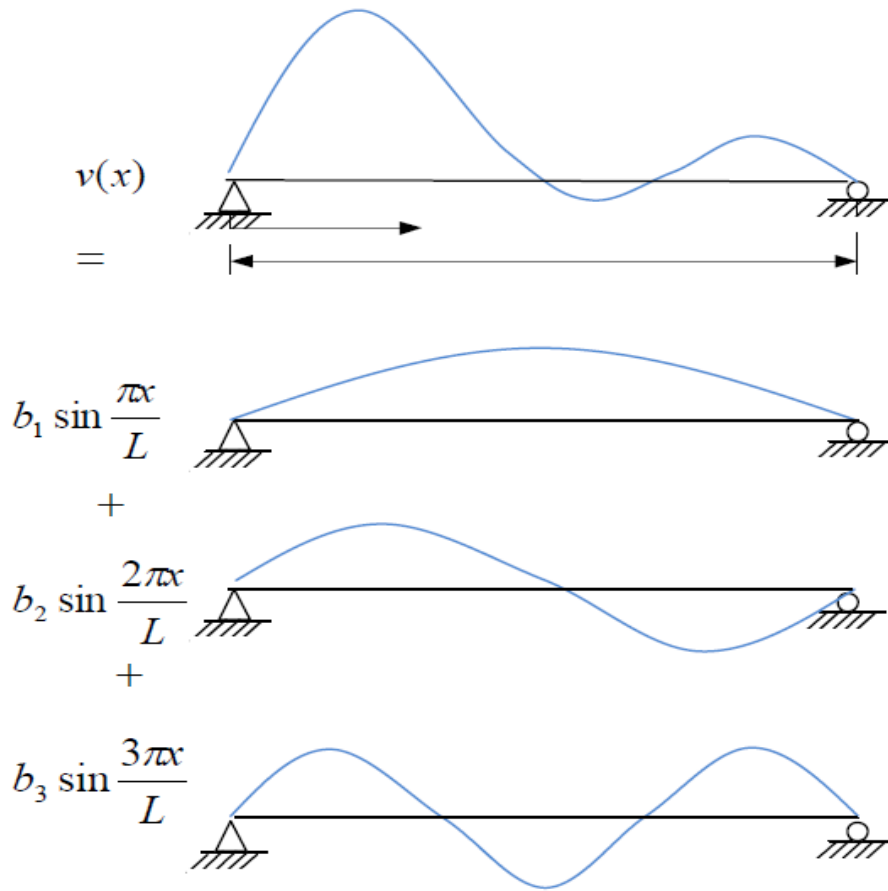 v(x)
=
b₁ sin πx/L
+
b₂ sin 2πx/L
+
b₃ sin 3πx/L